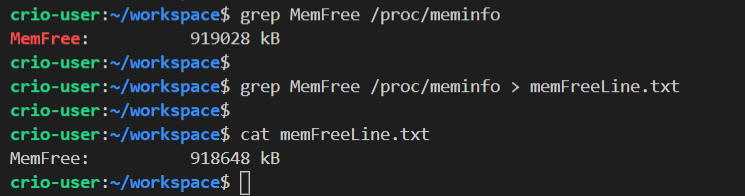 crio-user:~/workspace$ grep MemFree /proc/meminfo
MemFree:          919028 kB
crio-user:~/workspace$
crio-user:~/workspace$ grep MemFree /proc/meminfo > memFreeLine.txt
crio-user:~/workspace$
crio-user:~/workspace$ cat memFreeLine.txt
MemFree:          918648 kB
crio-user:~/workspace$